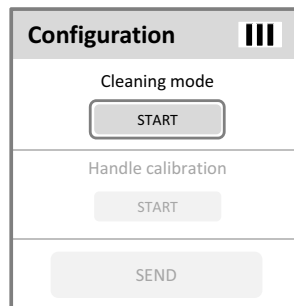 Configuration
Cleaning mode
START
Handle calibration
START
SEND